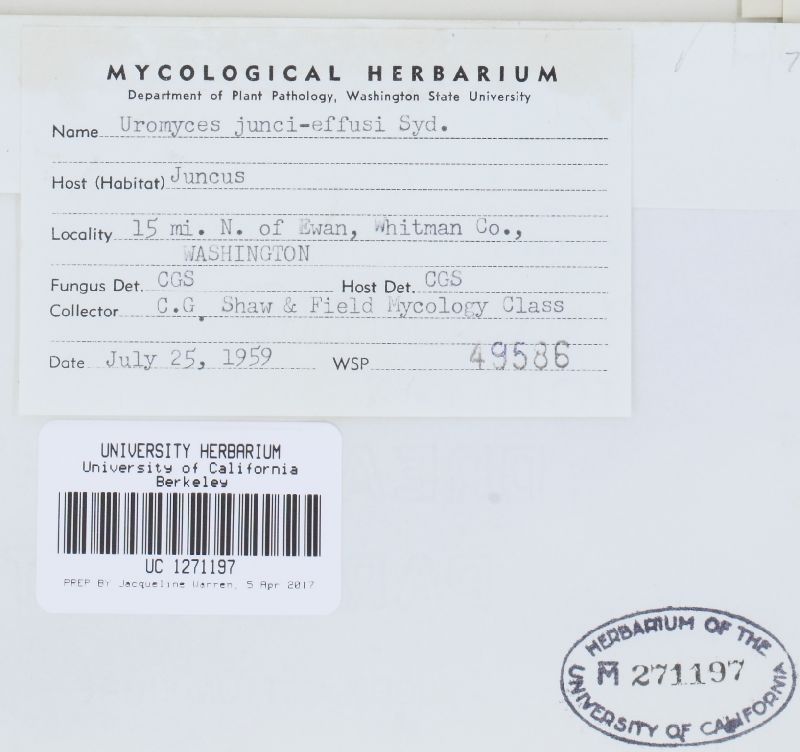 MYCOLOGICAL HERBARIUM
Department of Plant Pathology, Washington State University
Name Uromyces junci-effusi Syd.
Host (Habitat) Juncus
Locality 15 mi. N. of Ewan, Whitman Co.,
WASHINGTON
Fungus Det. CGS Host Det. CGS
Collector C.G. Shaw & Field Mycology Class
Date July 25, 1959 WSP 49586
UNIVERSITY HERBARIUM
University of California
Berkeley
UC 1271197
PREP BY Jacqueline Warren, 5 Apr 2017
HERBARIUM OF THE
M 271197
UNIVERSITY OF CALIFORNIA